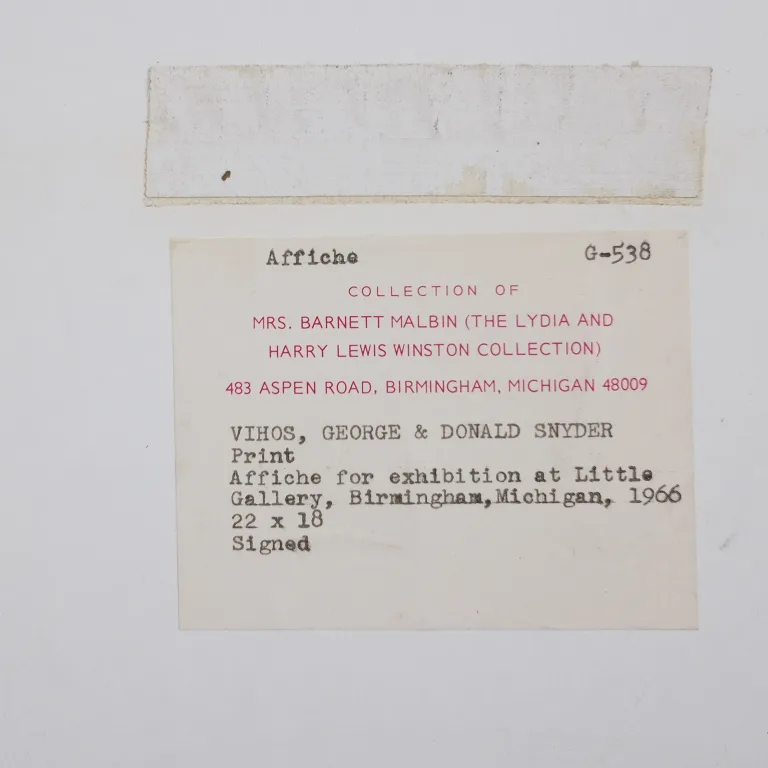 Affiche G-538
COLLECTION OF
MRS. BARNETT MALBIN (THE LYDIA AND
HARRY LEWIS WINSTON COLLECTION)
483 ASPEN ROAD, BIRMINGHAM, MICHIGAN 48009
VIHOS, GEORGE & DONALD SNYDER
Print
Affiche for exhibition at Little
Gallery, Birmingham,Michigan, 1966
22 x 18
Signed